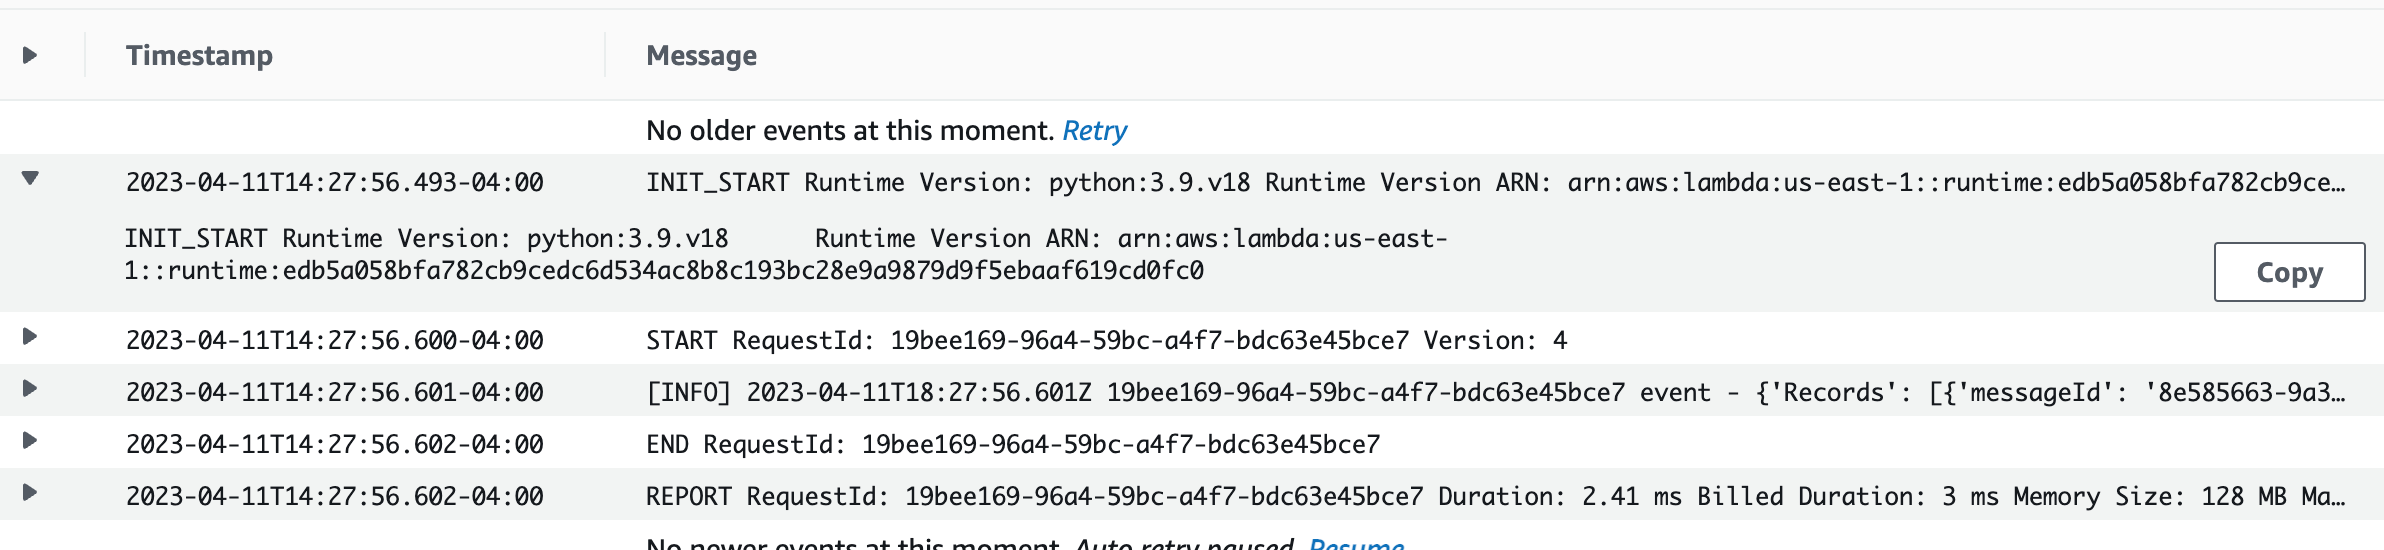 Timestamp Message
No older events at this moment. Retry
2023-04-11T14:27:56.493-04:00 INIT_START Runtime Version: python:3.9.v18 Runtime Version ARN: arn:aws:lambda:us-east-1::runtime:edb5a058bfa782cb9ce…
INIT_START Runtime Version: python:3.9.v18 Runtime Version ARN: arn:aws:lambda:us-east-
1::runtime:edb5a058bfa782cb9cedc6d534ac8b8c193bc28e9a9879d9f5ebaaf619cd0fc0
Copy
2023-04-11T14:27:56.600-04:00 START RequestId: 19bee169-96a4-59bc-a4f7-bdc63e45bce7 Version: 4
2023-04-11T14:27:56.601-04:00 [INFO] 2023-04-11T18:27:56.601Z 19bee169-96a4-59bc-a4f7-bdc63e45bce7 event - {'Records': [{'messageId': '8e585663-9a3…
2023-04-11T14:27:56.602-04:00 END RequestId: 19bee169-96a4-59bc-a4f7-bdc63e45bce7
2023-04-11T14:27:56.602-04:00 REPORT RequestId: 19bee169-96a4-59bc-a4f7-bdc63e45bce7 Duration: 2.41 ms Billed Duration: 3 ms Memory Size: 128 MB Ma…
No newer events at this moment. Auto retry paused. Resume